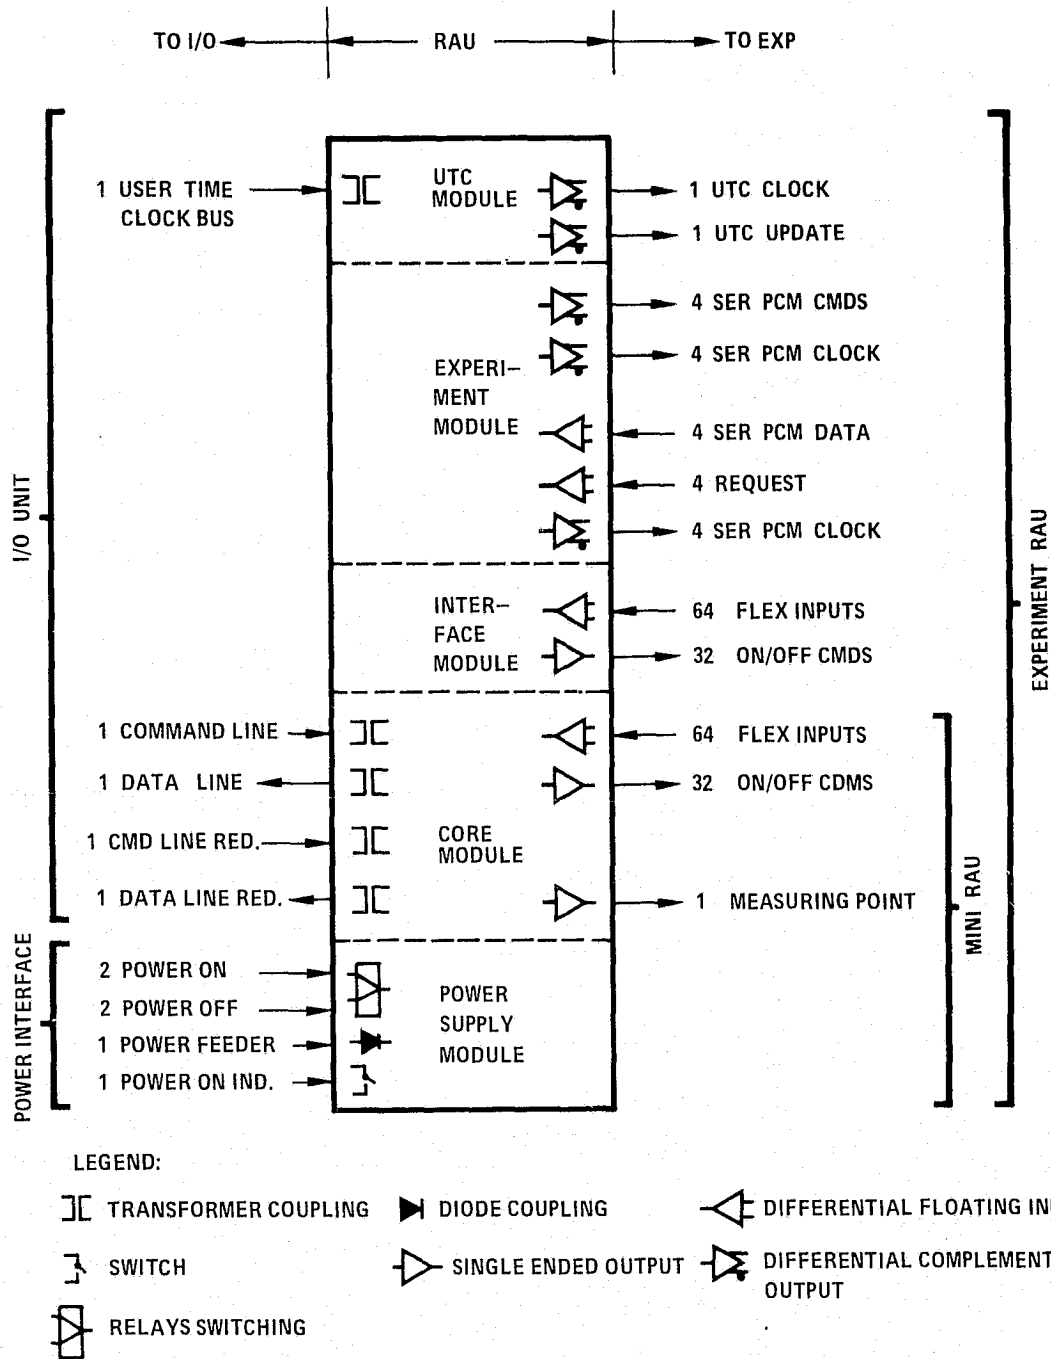 TO I/O RAU TO EXP
1 USER TIME
CLOCK BUS
UTC
MODULE
1 UTC CLOCK
1 UTC UPDATE
EXPERI-
MENT
MODULE
4 SER PCM CMDS
4 SER PCM CLOCK
4 SER PCM DATA
4 REQUEST
4 SER PCM CLOCK
I/O UNIT
EXPERIMENT RAU
INTER-
FACE
MODULE
64 FLEX INPUTS
32 ON/OFF CMDS
1 COMMAND LINE
1 DATA LINE
1 CMD LINE RED.
1 DATA LINE RED.
CORE
MODULE
64 FLEX INPUTS
32 ON/OFF CDMS
1 MEASURING POINT
MINI RAU
POWER INTERFACE
2 POWER ON
2 POWER OFF
1 POWER FEEDER
1 POWER ON IND.
POWER
SUPPLY
MODULE
LEGEND:
TRANSFORMER COUPLING
DIODE COUPLING
DIFFERENTIAL FLOATING
SWITCH
SINGLE ENDED OUTPUT
DIFFERENTIAL COMPLEMENT
OUTPUT
RELAYS SWITCHING